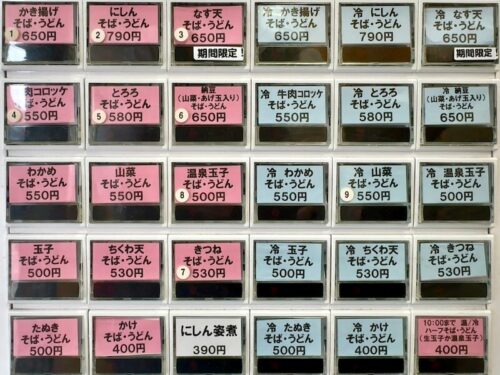 かき揚げ
そば・うどん
1 650円
にしん
そば・うどん
2 790円
なす天
そば・うどん
3 650円
期間限定!
冷 かき揚げ
そば・うどん
650円
冷 にしん
そば・うどん
790円
冷 なす天
そば・うどん
650円
期間限定!
牛肉コロッケ
そば・うどん
4 550円
とろろ
そば・うどん
5 580円
納豆
(山菜・あげ玉入り)
そば・うどん
6 650円
冷 牛肉コロッケ
そば・うどん
550円
冷 とろろ
そば・うどん
580円
冷 納豆
(山菜・あげ玉入り)
そば・うどん
650円
わかめ
そば・うどん
550円
山菜
そば・うどん
550円
温泉玉子
そば・うどん
8 500円
冷 わかめ
そば・うどん
550円
冷 山菜
そば・うどん
9 550円
冷 温泉玉子
そば・うどん
500円
玉子
そば・うどん
500円
ちくわ天
そば・うどん
530円
きつね
そば・うどん
7 530円
冷 玉子
そば・うどん
500円
冷 ちくわ天
そば・うどん
530円
冷 きつね
そば・うどん
530円
たぬき
そば・うどん
500円
かけ
そば・うどん
400円
にしん姿煮
390円
冷 たぬき
そば・うどん
500円
冷 かけ
そば・うどん
400円
10:00まで 温/冷
ハーフそば・うどん
(生玉子か温泉玉子)
400円